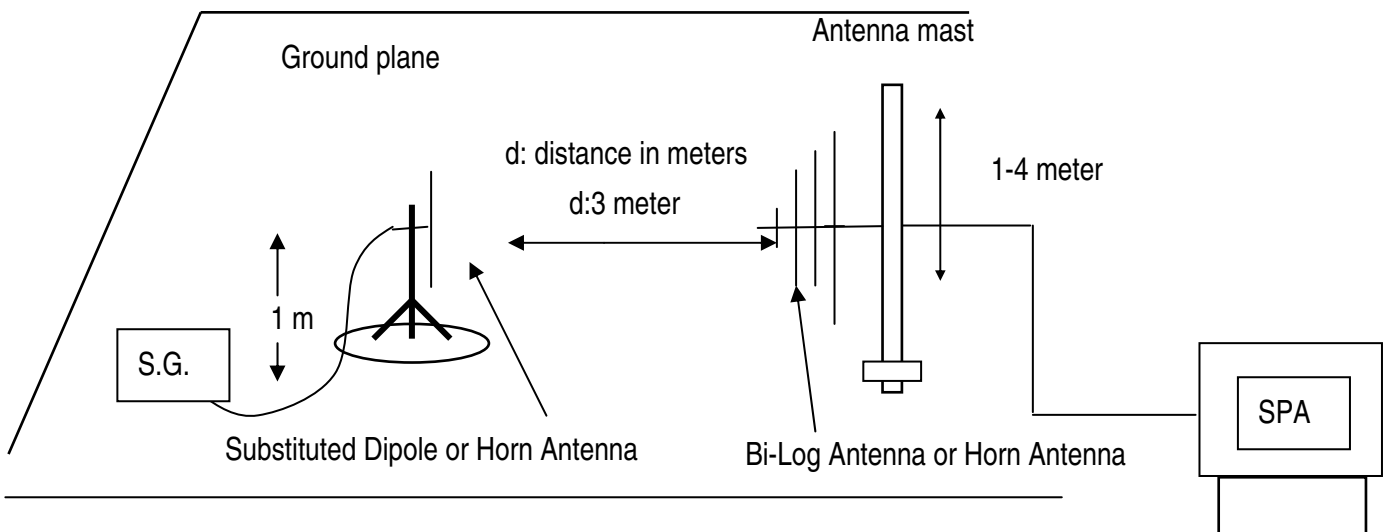 Antenna mast
Ground plane
d: distance in meters
d:3 meter
1-4 meter
1 m
S.G.
SPA
Substituted Dipole or Horn Antenna
Bi-Log Antenna or Horn Antenna